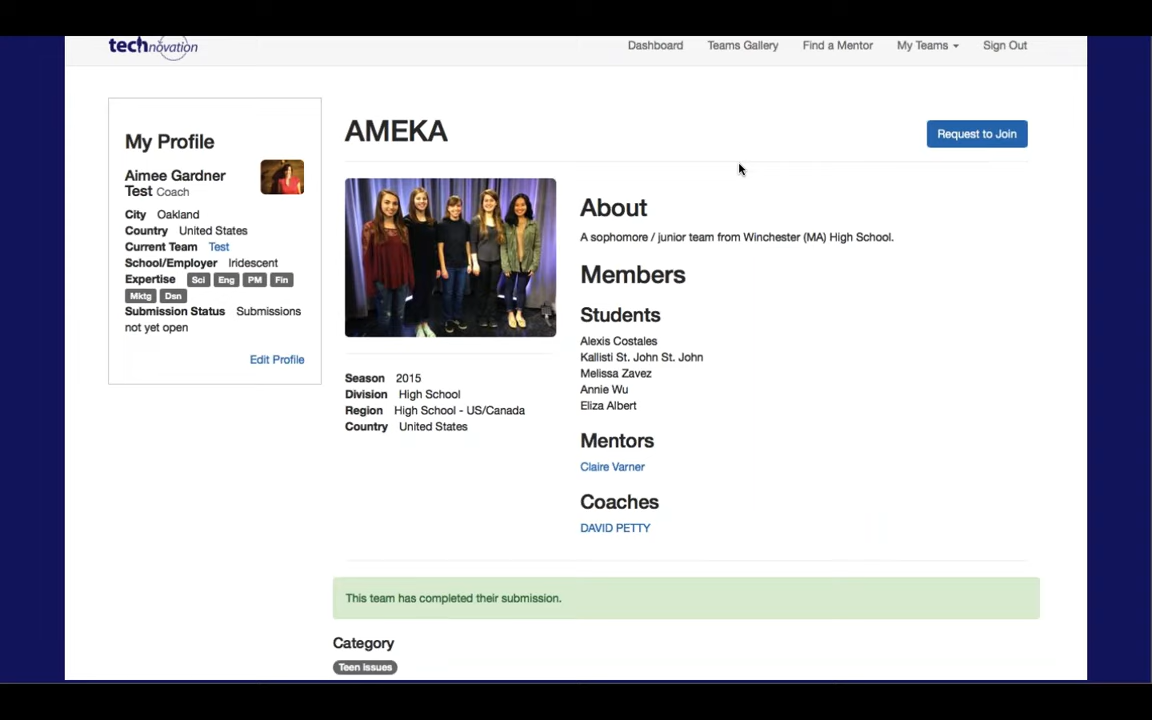 technovation
Dashboard
Teams Gallery
Find a Mentor
My Teams
Sign Out
My Profile
Aimee Gardner
Test Coach
City Oakland
Country United States
Current Team Test
School/Employer Iridescent
Expertise Sci Eng PM Fin
Mktg Dsn
Submission Status Submissions
not yet open
Edit Profile
AMEKA
Request to Join
Season 2015
Division High School
Region High School - US/Canada
Country United States
About
A sophomore / junior team from Winchester (MA) High School.
Members
Students
Alexis Costales
Kallisti St. John St. John
Melissa Zavez
Annie Wu
Eliza Albert
Mentors
Claire Varner
Coaches
DAVID PETTY
This team has completed their submission.
Category
Teen Issues